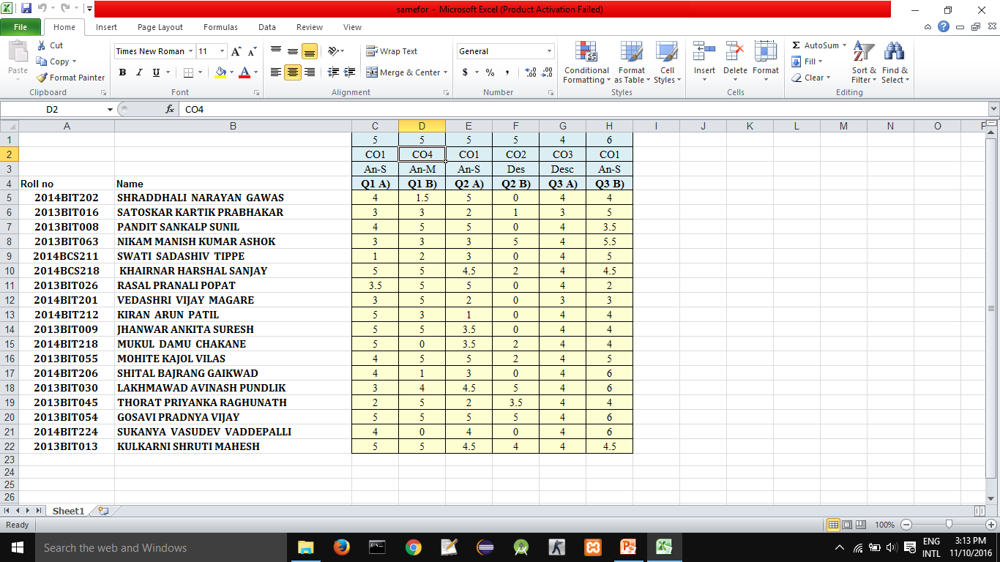 samefor - Microsoft Excel (Product Activation Failed)
File Home Insert Page Layout Formulas Data Review View
Paste Cut Copy Format Painter
Times New Roman 11
B I U
Wrap Text
Merge & Center
General
$ % , .0 .00 .00 .0
Conditional Formatting Format as Table Cell Styles
Insert Delete Format
Σ AutoSum Fill Clear
Sort & Filter Find & Select
Clipboard Font Alignment Number Styles Cells Editing
D2 fx CO4
A B C D E F G H I J K L M N O P
1 5 5 5 5 4 6
2 CO1 CO4 CO1 CO2 CO3 CO1
3 An-S An-M An-S Des Desc An-S
4 Roll no Name Q1 A) Q1 B) Q2 A) Q2 B) Q3 A) Q3 B)
5 2014BIT202 SHRADDHALI NARAYAN GAWAS 4 1.5 5 0 4 4
6 2013BIT016 SATOSKAR KARTIK PRABHAKAR 3 3 2 1 3 5
7 2013BIT008 PANDIT SANKALP SUNIL 4 5 5 0 4 3.5
8 2013BIT063 NIKAM MANISH KUMAR ASHOK 3 3 3 5 4 5.5
9 2014BCS211 SWATI SADASHIV TIPPE 1 2 3 0 4 5
10 2014BCS218 KHAIRNAR HARSHAL SANJAY 5 5 4.5 2 4 4.5
11 2013BIT026 RASAL PRANALI POPAT 3.5 5 5 0 4 2
12 2014BIT201 VEDASHRI VIJAY MAGARE 3 5 2 0 3 3
13 2014BIT212 KIRAN ARUN PATIL 5 3 1 0 4 4
14 2013BIT009 JHANWAR ANKITA SURESH 5 5 3.5 0 4 4
15 2014BIT218 MUKUL DAMU CHAKANE 5 0 3.5 2 4 4
16 2013BIT055 MOHITE KAJOL VILAS 4 5 5 2 4 5
17 2014BIT206 SHITAL BAJRANG GAIKWAD 4 1 3 0 4 6
18 2013BIT030 LAKHMAWAD AVINASH PUNDLIK 3 4 4.5 5 4 6
19 2013BIT045 THORAT PRIYANKA RAGHUNATH 2 5 2 3.5 4 4
20 2013BIT054 GOSAVI PRADNYA VIJAY 5 5 5 5 4 6
21 2014BIT224 SUKANYA VASUDEV VADDEPALLI 4 0 4 0 4 6
22 2013BIT013 KULKARNI SHRUTI MAHESH 5 5 4.5 4 4 4.5
23
24
25
26
Sheet1
Ready 100%
Search the web and Windows
ENG 3:13 PM
INTL 11/10/2016